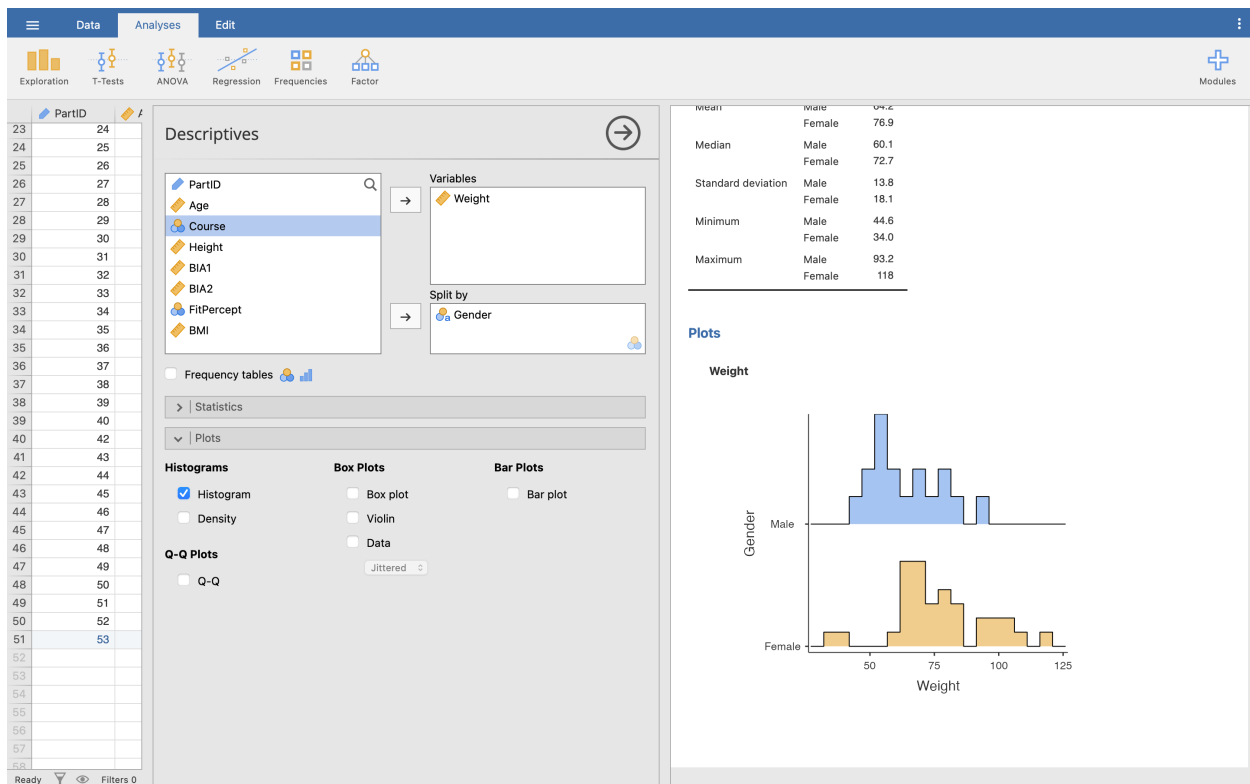 Data Analyses Edit
Exploration T-Tests ANOVA Regression Frequencies Factor Modules
PartID
23 24
24 25
25 26
26 27
27 28
28 29
29 30
30 31
31 32
32 33
33 34
34 35
35 36
36 37
37 38
38 39
39 40
40 42
41 43
42 44
43 45
44 46
45 47
46 48
47 49
48 50
49 51
50 52
51 53
52
53
54
55
56
57
58
Ready Filters 0
Descriptives
PartID
Age
Course
Height
BIA1
BIA2
FitPercept
BMI
Variables
Weight
Split by
Gender
Frequency tables
Statistics
Plots
Histograms
Histogram
Density
Q-Q Plots
Q-Q
Box Plots
Box plot
Violin
Data
Jittered
Bar Plots
Bar plot
Mean Male 64.2
Female 76.9
Median Male 60.1
Female 72.7
Standard deviation Male 13.8
Female 18.1
Minimum Male 44.6
Female 34.0
Maximum Male 93.2
Female 118
Plots
Weight
Gender
Male
Female
50 75 100 125
Weight